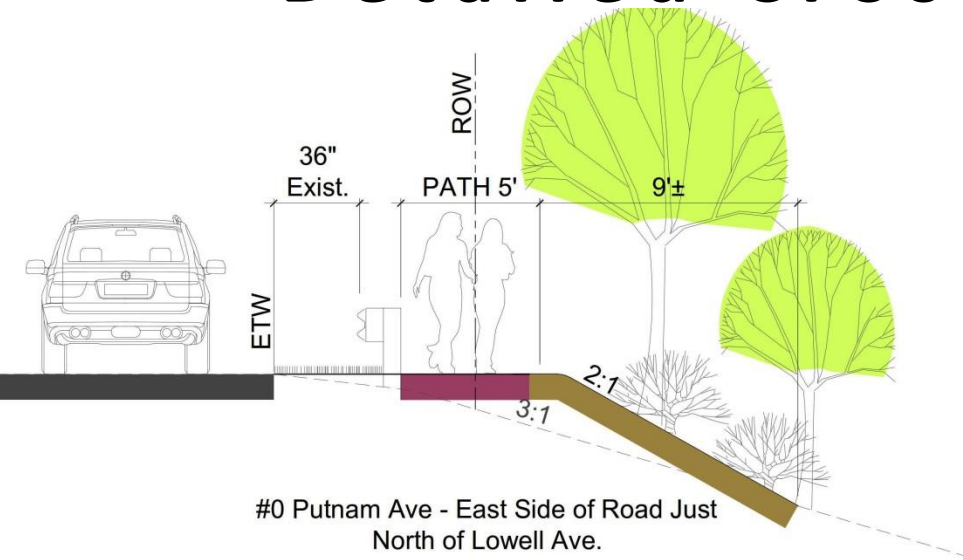 ROW
36"
Exist.
PATH 5'
9'±
ETW
2:1
3:1
#0 Putnam Ave - East Side of Road Just
North of Lowell Ave.